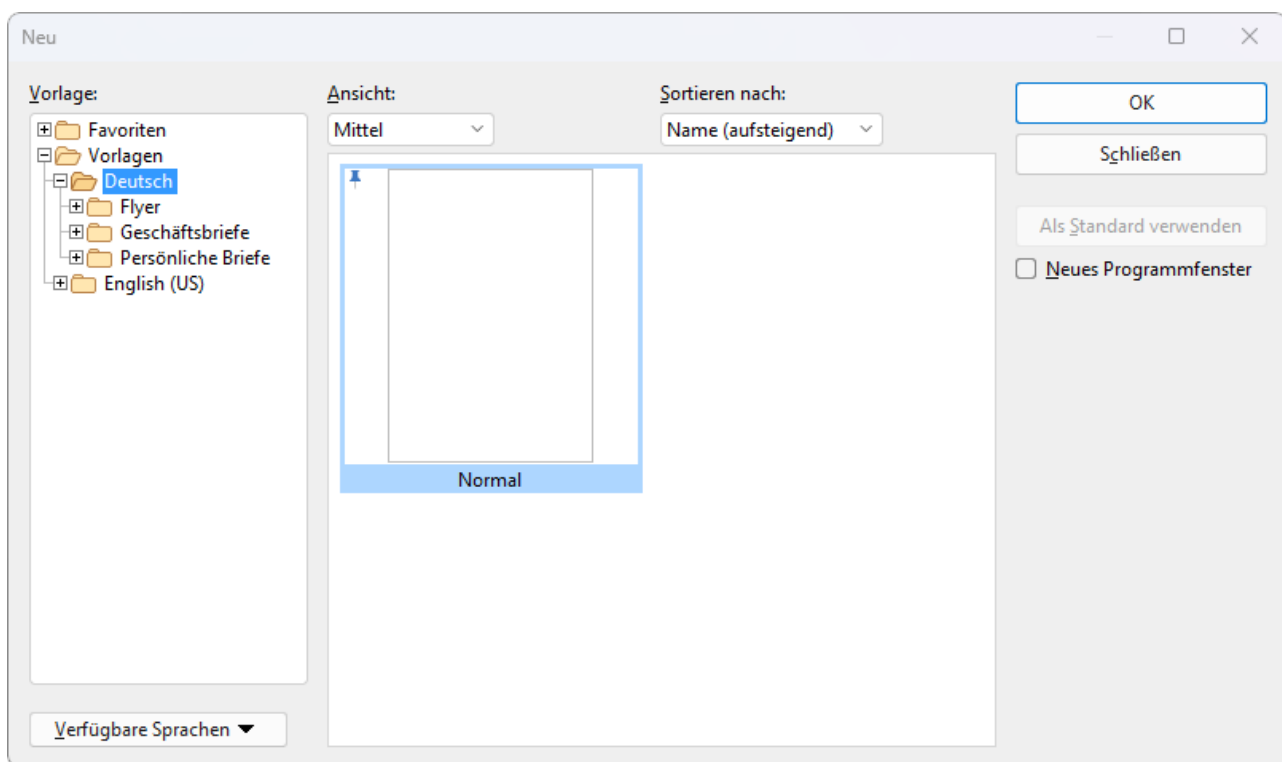 Neu
Vorlage:
Favoriten
Vorlagen
Deutsch
Flyer
Geschäftsbriefe
Persönliche Briefe
English (US)
Verfügbare Sprachen
Ansicht:
Mittel
Sortieren nach:
Name (aufsteigend)
Normal
OK
Schließen
Als Standard verwenden
Neues Programmfenster